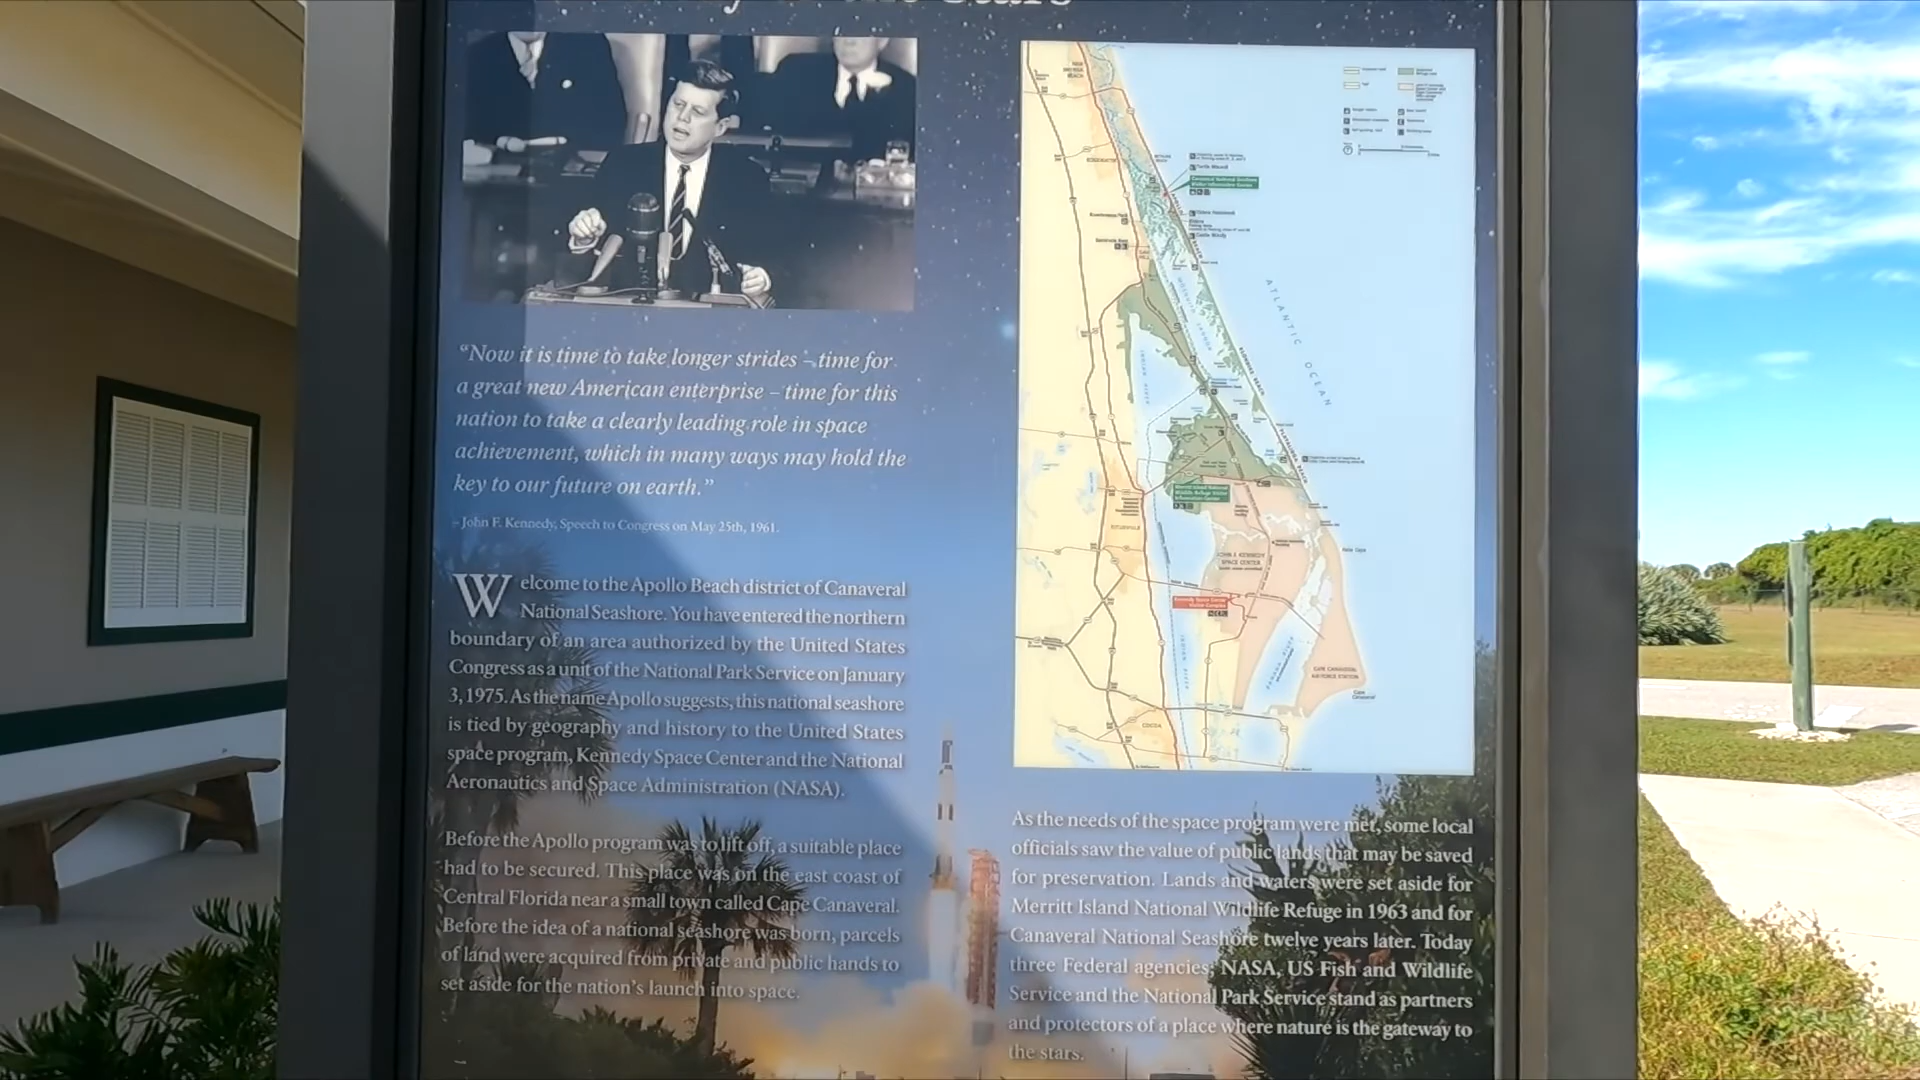 Stars
“Now it is time to take longer strides – time for
a great new American enterprise – time for this
nation to take a clearly leading role in space
achievement, which in many ways may hold the
key to our future on earth.”
– John F. Kennedy, Speech to Congress on May 25th, 1961.
Welcome to the Apollo Beach district of Canaveral
National Seashore. You have entered the northern
boundary of an area authorized by the United States
Congress as a unit of the National Park Service on January
3, 1975. As the name Apollo suggests, this national seashore
is tied by geography and history to the United States
space program, Kennedy Space Center and the National
Aeronautics and Space Administration (NASA).
Before the Apollo program was to lift off, a suitable place
had to be secured. This place was on the east coast of
Central Florida near a small town called Cape Canaveral.
Before the idea of a national seashore was born, parcels
of land were acquired from private and public hands to
set aside for the nation’s launch into space.
ATLANTIC OCEAN
TITUSVILLE
JOHN F. KENNEDY
SPACE CENTER
CAPE CANAVERAL
AIR FORCE STATION
COCOA
As the needs of the space program were met, some local
officials saw the value of public lands that may be saved
for preservation. Lands and waters were set aside for
Merritt Island National Wildlife Refuge in 1963 and for
Canaveral National Seashore twelve years later. Today
three Federal agencies; NASA, US Fish and Wildlife
Service and the National Park Service stand as partners
and protectors of a place where nature is the gateway to
the stars.